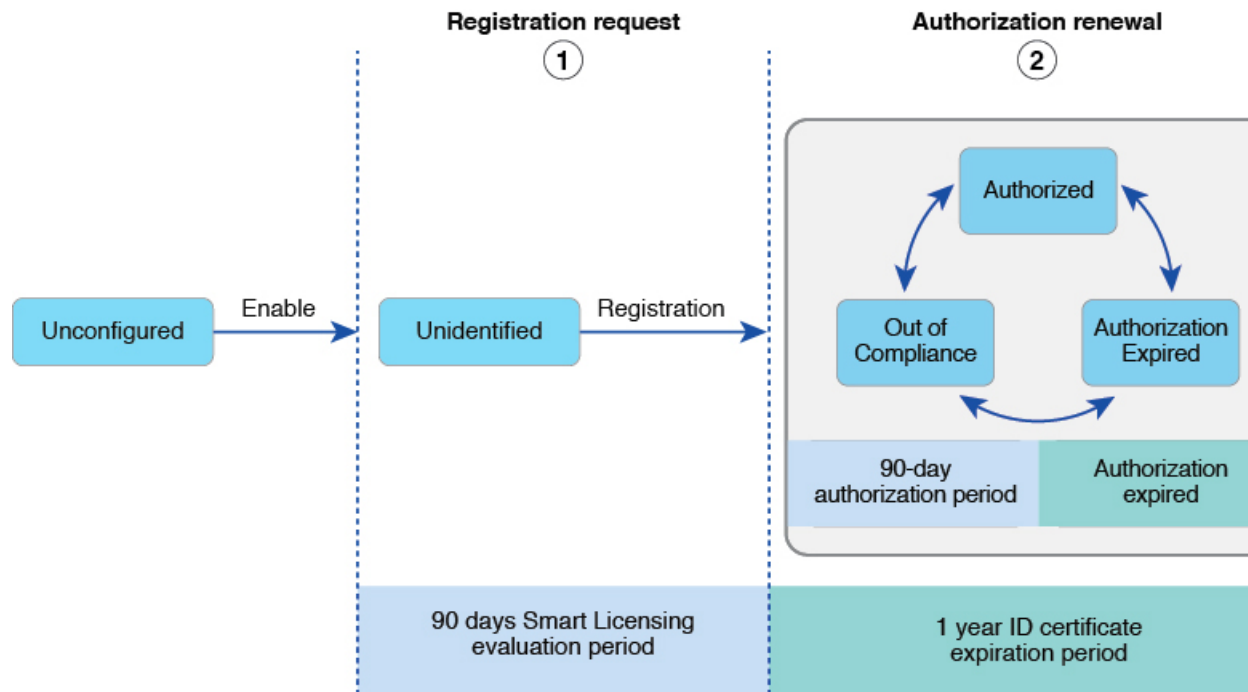 Registration request
1
Authorization renewal
2
Authorized
Unconfigured
Enable
Unidentified
Registration
Out of
Compliance
Authorization
Expired
90-day
authorization period
Authorization
expired
90 days Smart Licensing
evaluation period
1 year ID certificate
expiration period